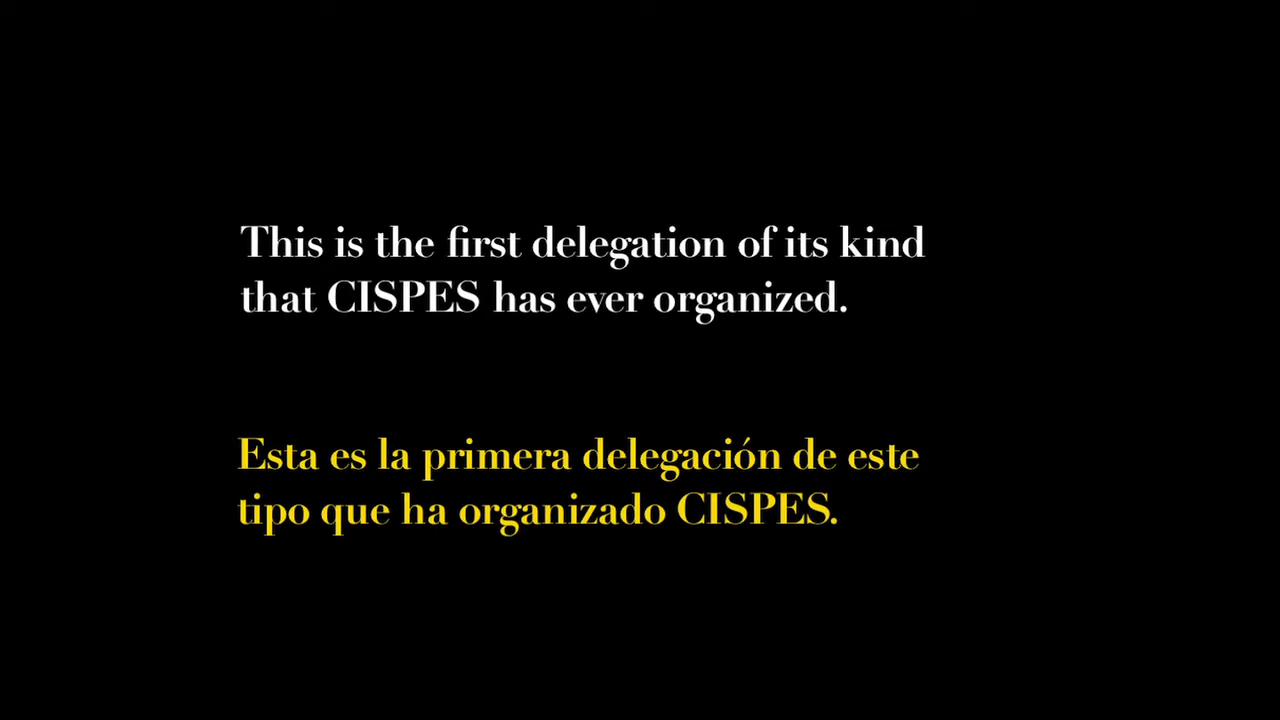 This is the first delegation of its kind
that CISPES has ever organized.
Esta es la primera delegación de este
tipo que ha organizado CISPES.